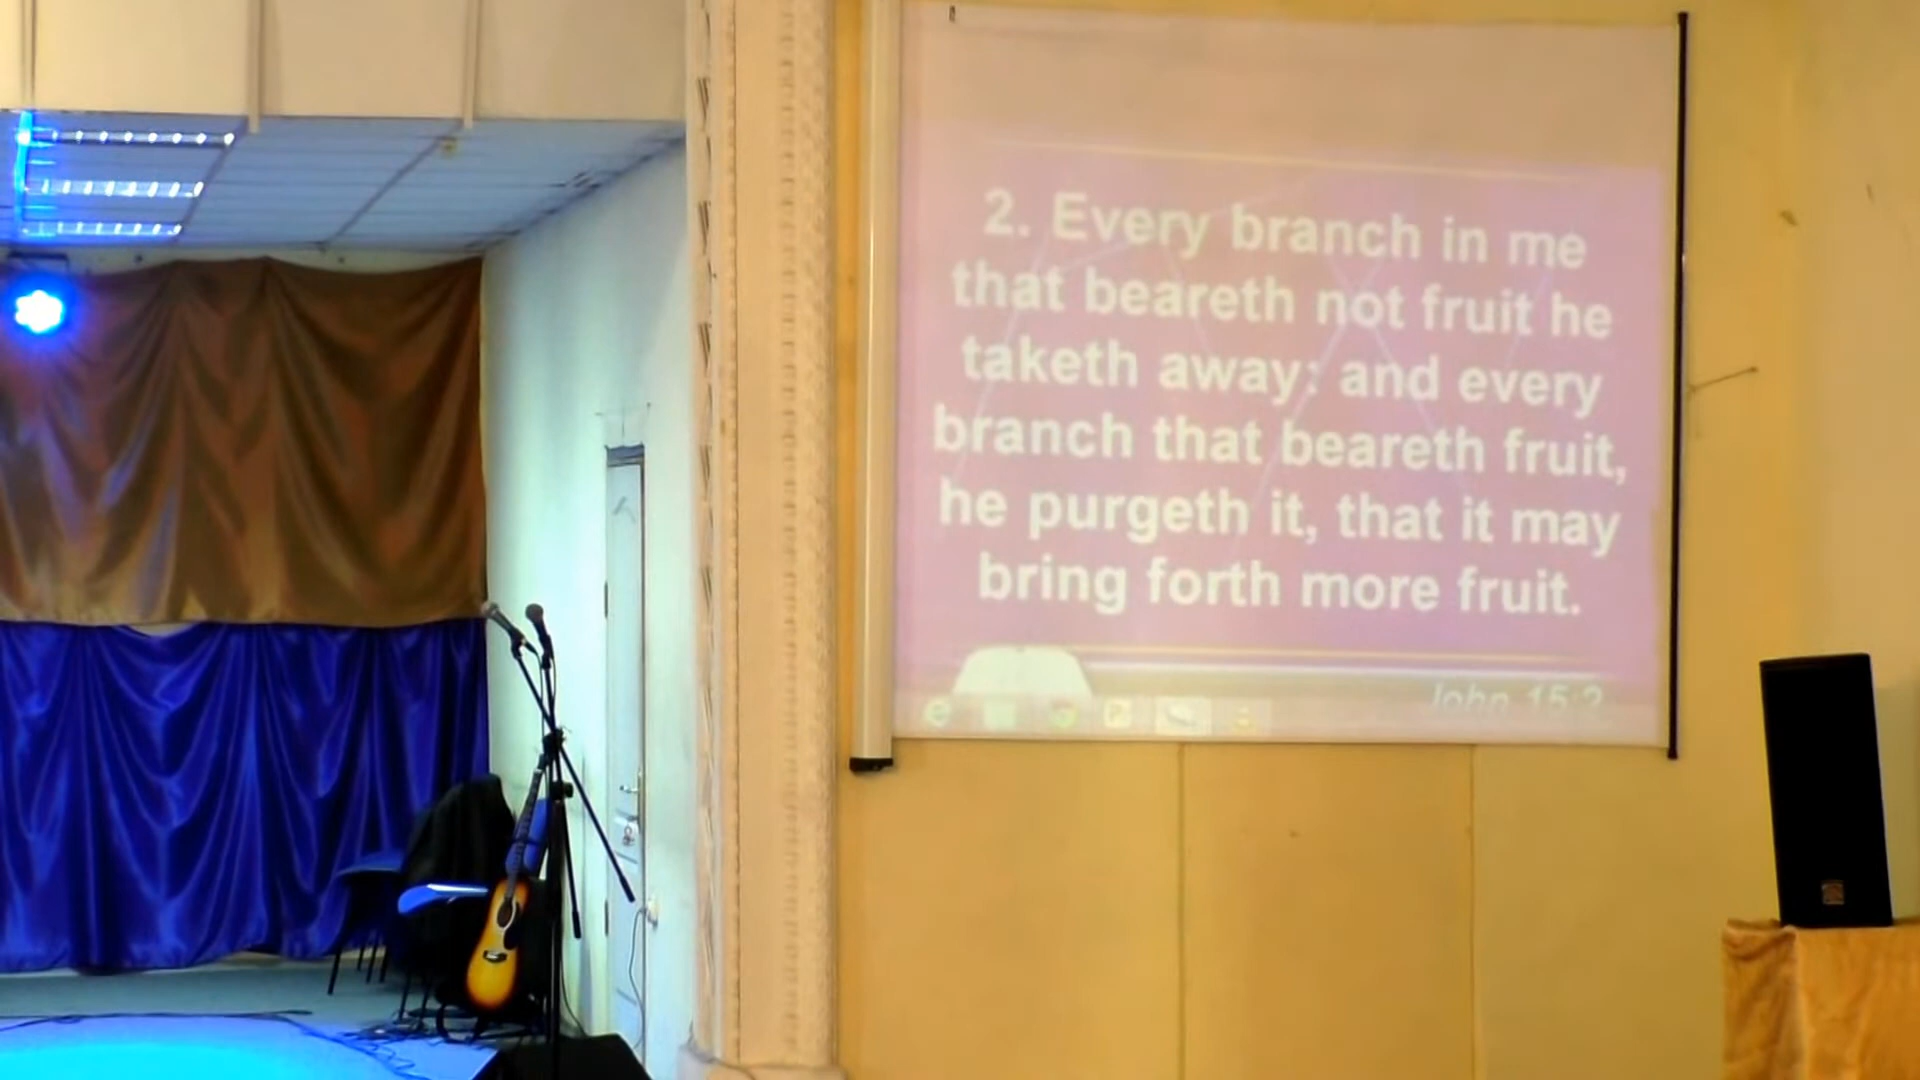 2. Every branch in me
that beareth not fruit he
taketh away: and every
branch that beareth fruit,
he purgeth it, that it may
bring forth more fruit.
John 15:2